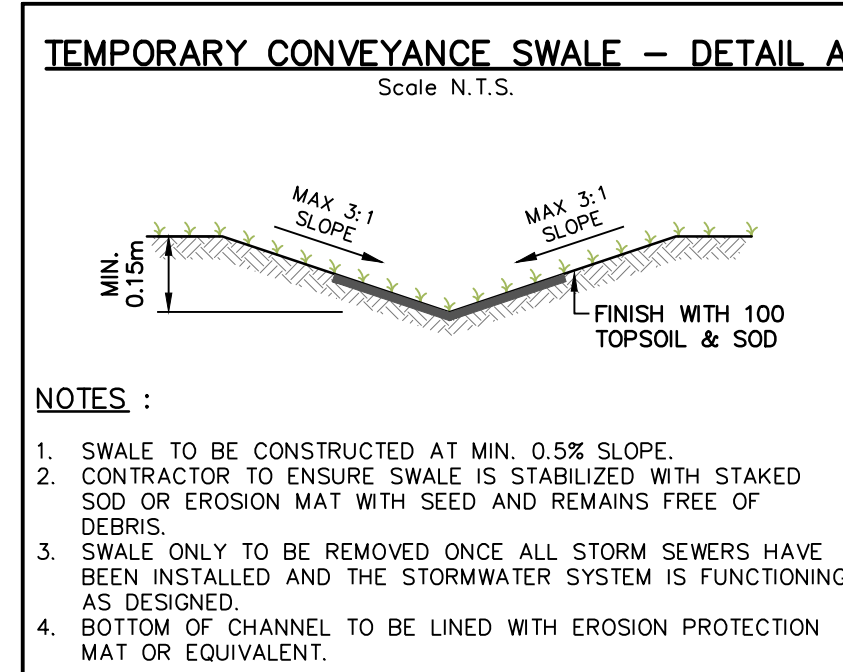 TEMPORARY CONVEYANCE SWALE – DETAIL A
Scale N.T.S.
MAX 3:1
SLOPE
MAX 3:1
SLOPE
MIN.
0.15m
FINISH WITH 100
TOPSOIL & SOD
NOTES :
1. SWALE TO BE CONSTRUCTED AT MIN. 0.5% SLOPE.
2. CONTRACTOR TO ENSURE SWALE IS STABILIZED WITH STAKED
SOD OR EROSION MAT WITH SEED AND REMAINS FREE OF
DEBRIS.
3. SWALE ONLY TO BE REMOVED ONCE ALL STORM SEWERS HAVE
BEEN INSTALLED AND THE STORMWATER SYSTEM IS FUNCTIONING
AS DESIGNED.
4. BOTTOM OF CHANNEL TO BE LINED WITH EROSION PROTECTION
MAT OR EQUIVALENT.